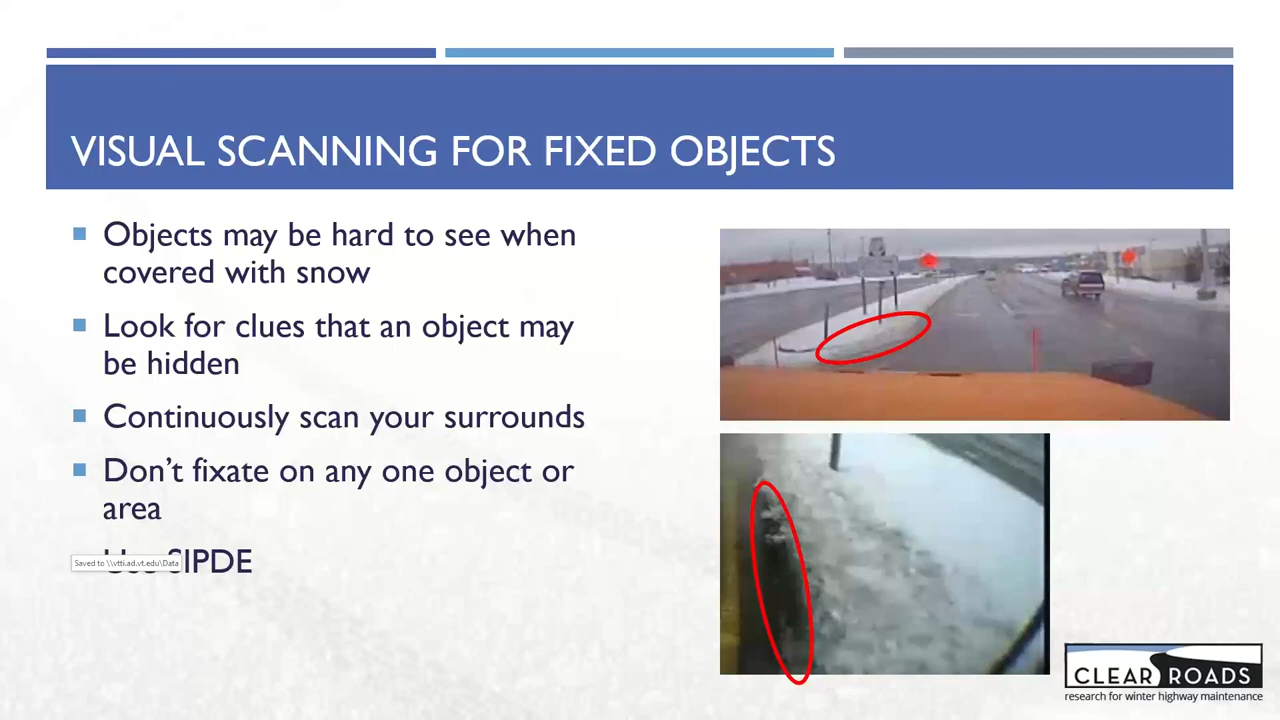 VISUAL SCANNING FOR FIXED OBJECTS
Objects may be hard to see when
covered with snow
Look for clues that an object may
be hidden
Continuously scan your surrounds
Don't fixate on any one object or
area
SIPDE
Saved to \\vtti.ad.vt.edu\Data
CLEAR ROADS
research for winter highway maintenance